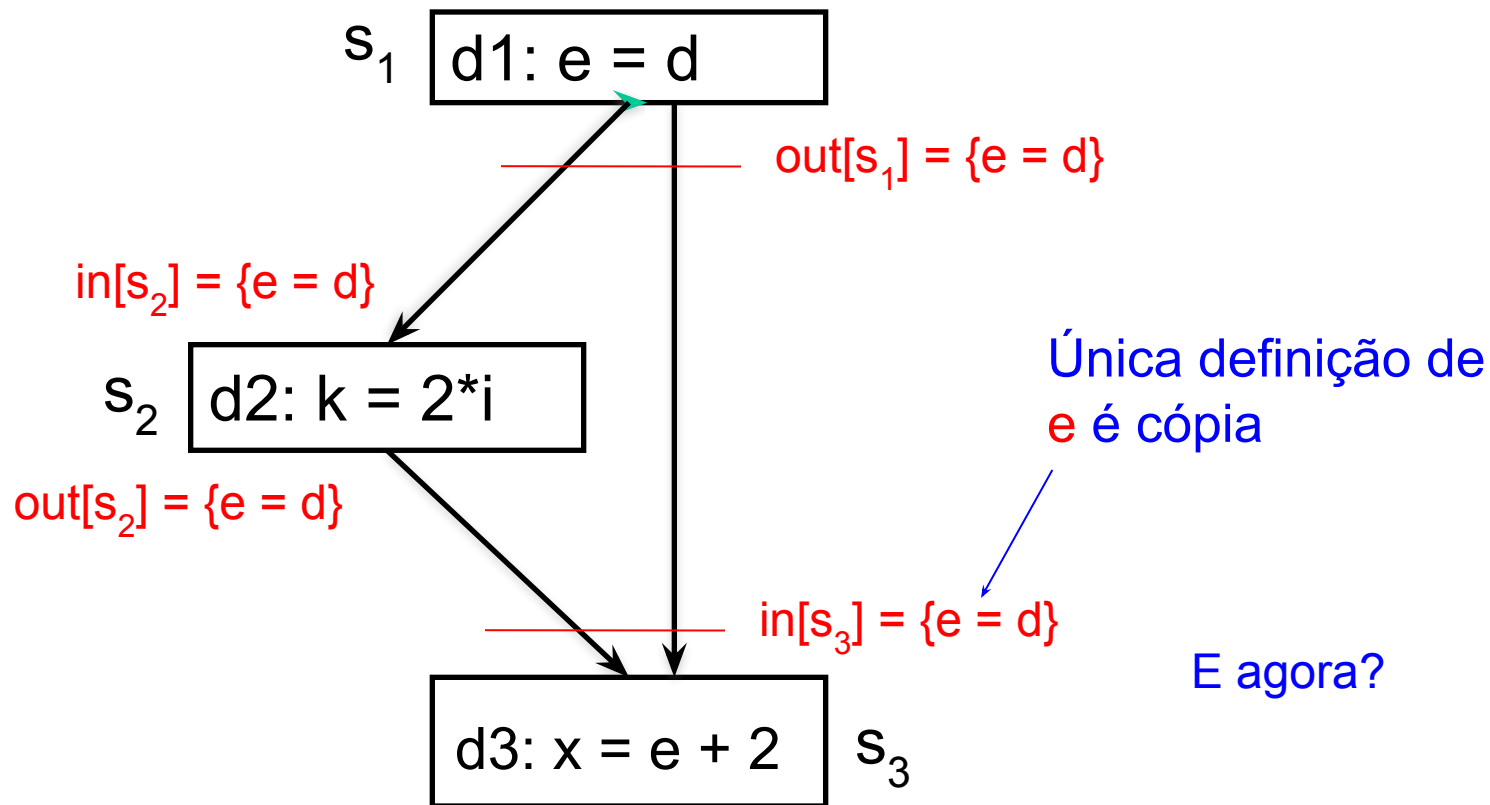 s₁
d1: e = d
out[s₁] = {e = d}
in[s₂] = {e = d}
Única definição de
e é cópia
s₂
d2: k = 2*i
out[s₂] = {e = d}
in[s₃] = {e = d}
E agora?
d3: x = e + 2
s₃